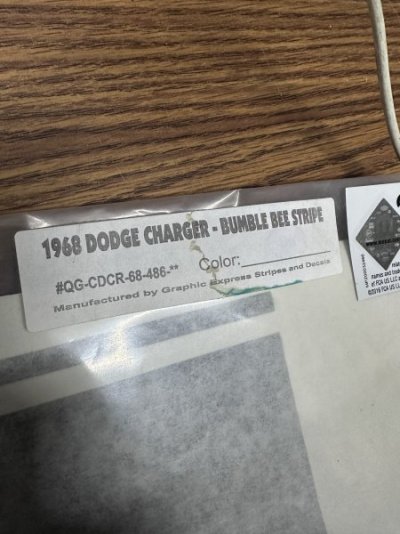 1968 DODGE CHARGER - BUMBLE BEE STRIPE
#QG-CDCR-68-486-** Color:
Manufactured by Graphic Express Stripes and Decals